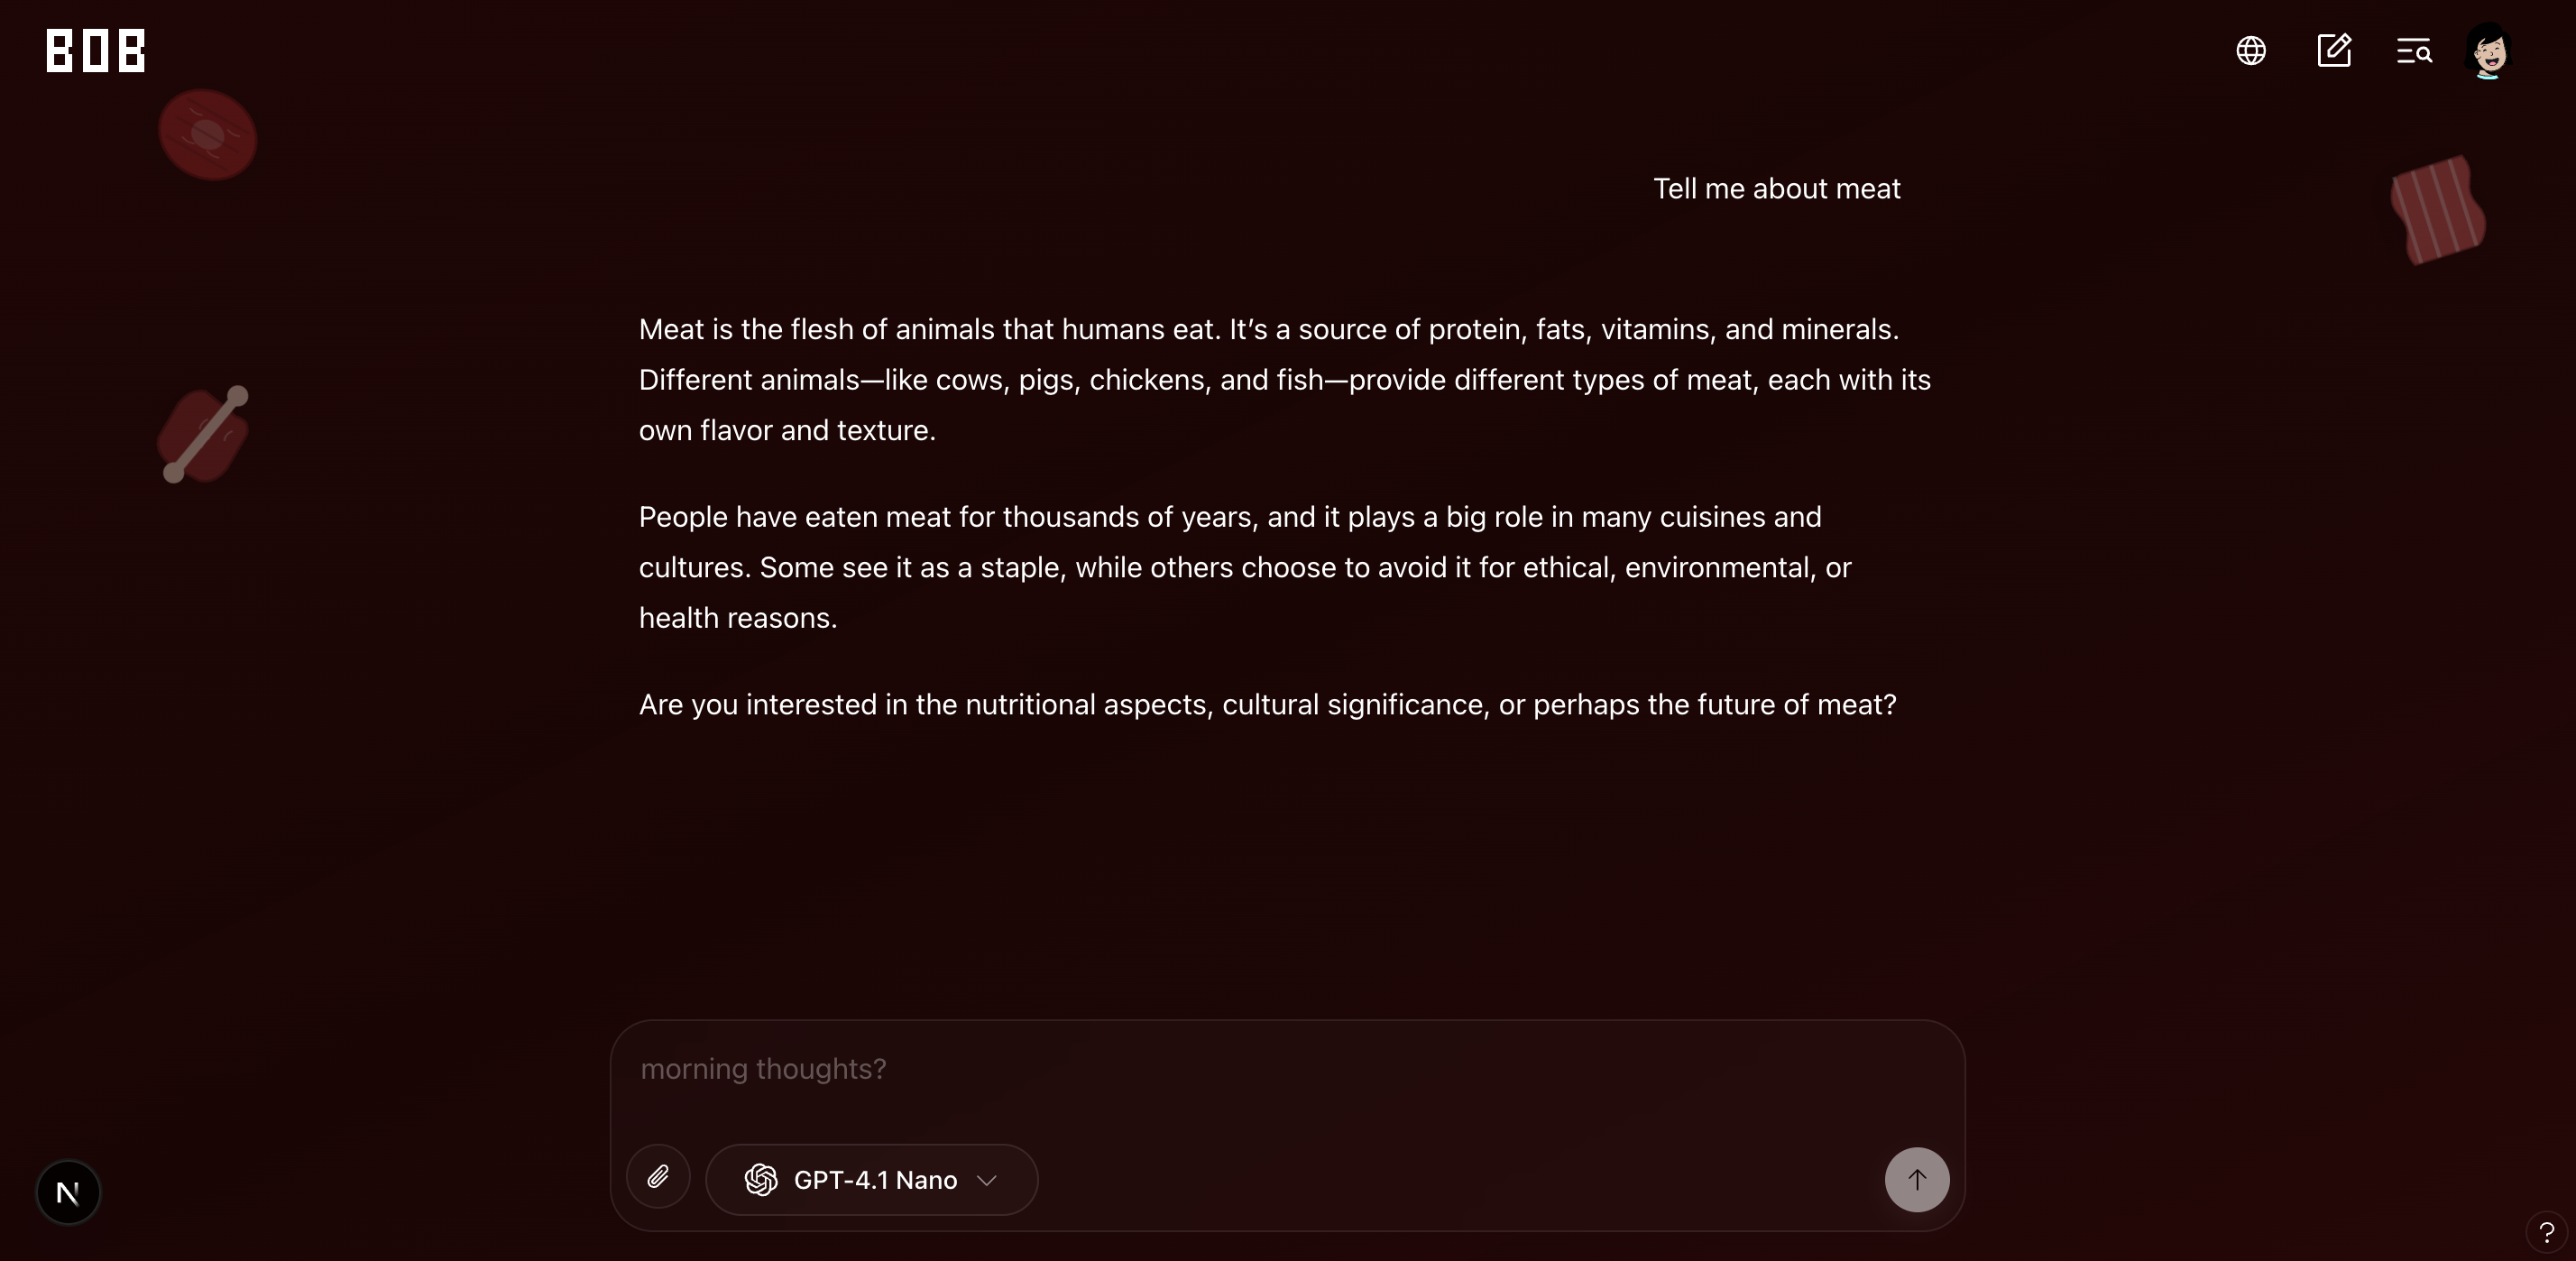 BOB
Tell me about meat
Meat is the flesh of animals that humans eat. It’s a source of protein, fats, vitamins, and minerals.
Different animals—like cows, pigs, chickens, and fish—provide different types of meat, each with its
own flavor and texture.
People have eaten meat for thousands of years, and it plays a big role in many cuisines and
cultures. Some see it as a staple, while others choose to avoid it for ethical, environmental, or
health reasons.
Are you interested in the nutritional aspects, cultural significance, or perhaps the future of meat?
morning thoughts?
GPT-4.1 Nano
N
?